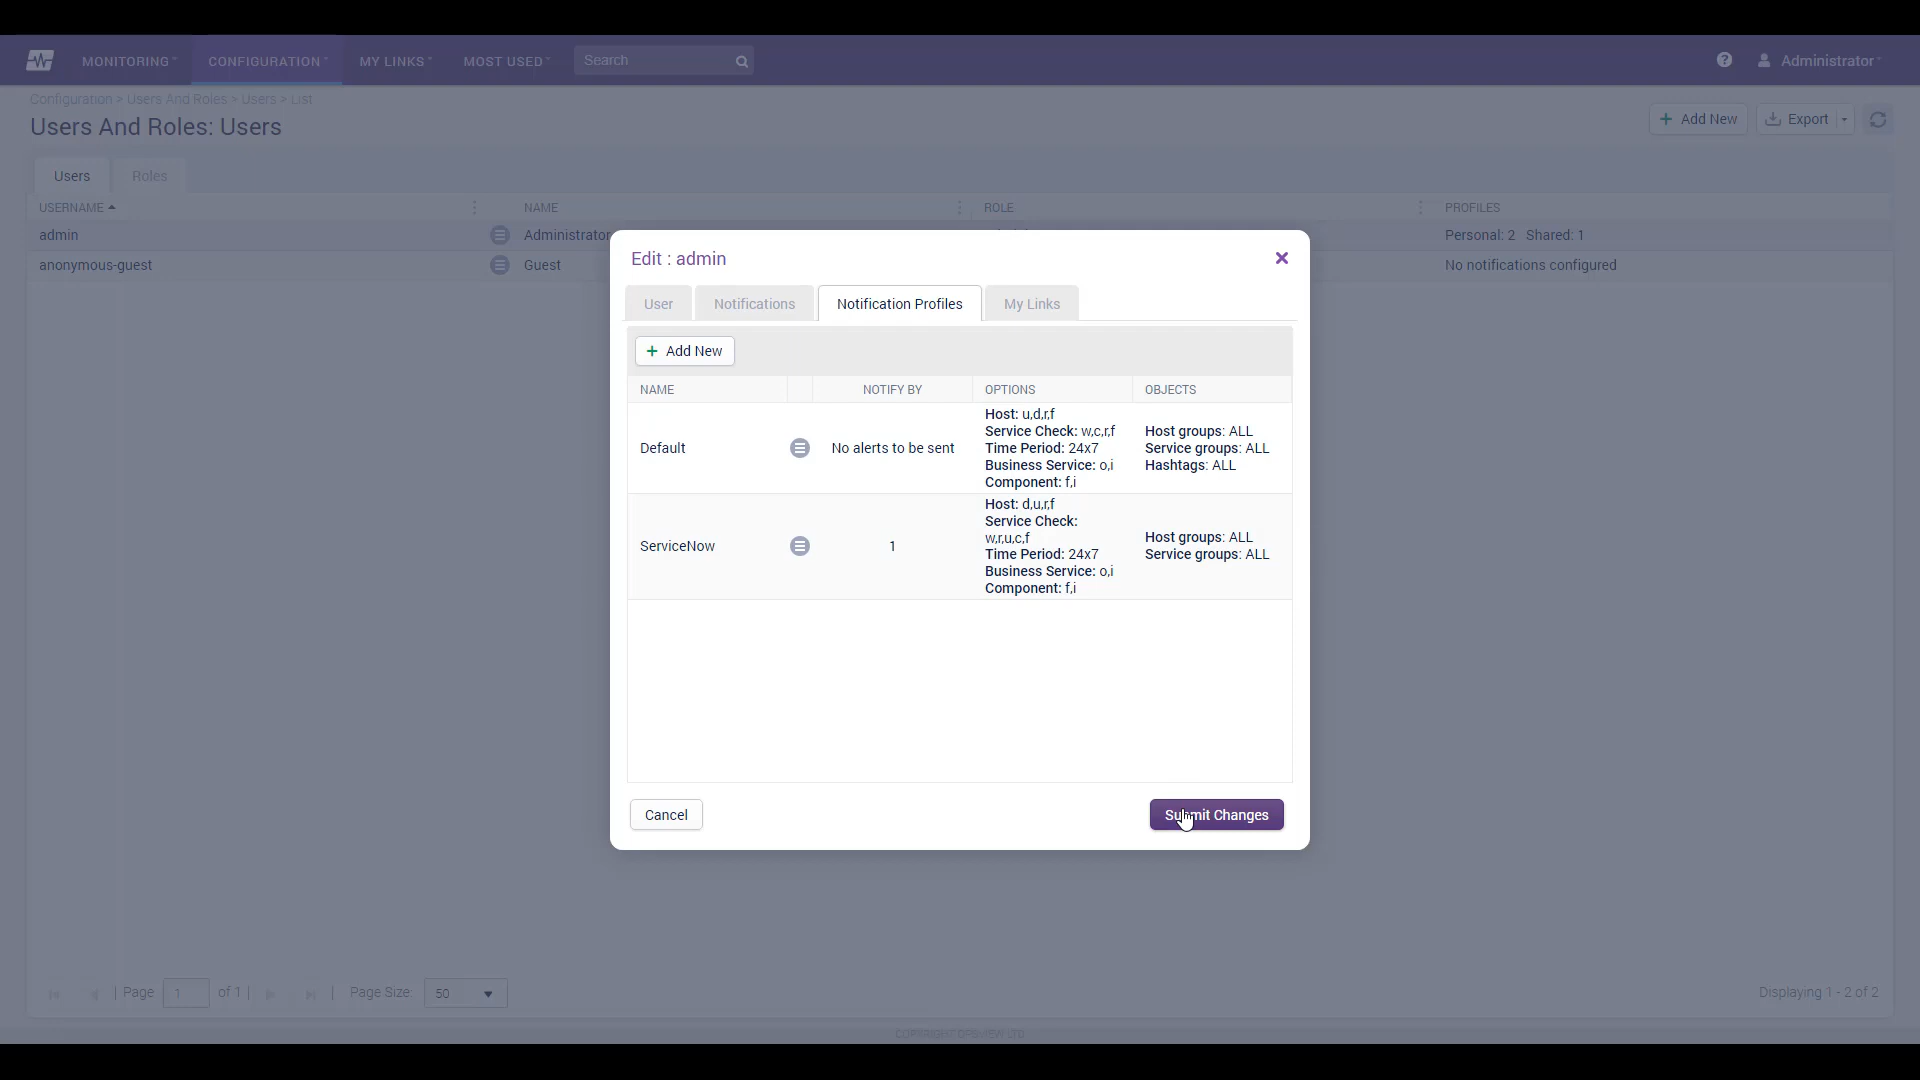 MONITORING
CONFIGURATION
MY LINKS
MOST USED
Search
Administrator
Configuration > Users And Roles > Users > List
Users And Roles: Users
+ Add New
Export
Users
Roles
USERNAME
NAME
ROLE
PROFILES
admin
Administrator
Personal: 2 Shared: 1
anonymous-guest
Guest
No notifications configured
Edit : admin
User
Notifications
Notification Profiles
My Links
+ Add New
NAME
NOTIFY BY
OPTIONS
OBJECTS
Default
No alerts to be sent
Host: u,d,r,f
Service Check: w,c,r,f
Time Period: 24x7
Business Service: o,i
Component: f,i
Host groups: ALL
Service groups: ALL
Hashtags: ALL
ServiceNow
1
Host: d,u,r,f
Service Check:
w,r,u,c,f
Time Period: 24x7
Business Service: o,i
Component: f,i
Host groups: ALL
Service groups: ALL
Cancel
Submit Changes
Page 1 of 1
Page Size: 50
Displaying 1 - 2 of 2
COPYRIGHT OPSVIEW LTD